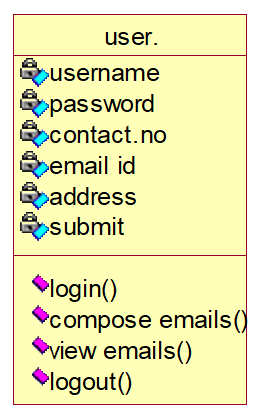 user.
username
password
contact.no
email id
address
submit
login()
compose emails()
view emails()
logout()